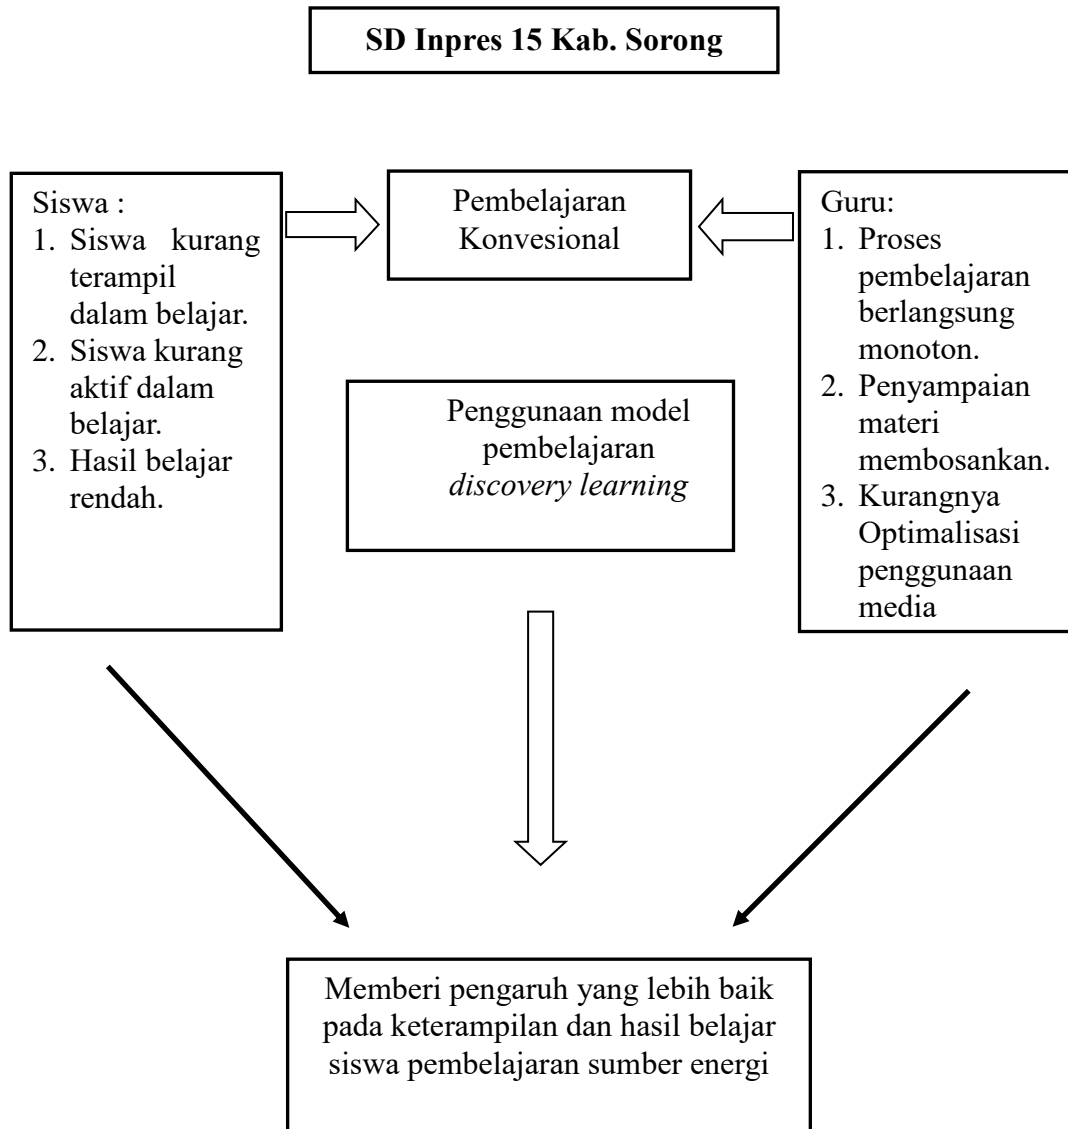 SD Inpres 15 Kab. Sorong
Siswa :
1. Siswa kurang
terampil
dalam belajar.
2. Siswa kurang
aktif dalam
belajar.
3. Hasil belajar
rendah.
Pembelajaran
Konvesional
Guru:
1. Proses
pembelajaran
berlangsung
monoton.
2. Penyampaian
materi
membosankan.
3. Kurangnya
Optimalisasi
penggunaan
media
Penggunaan model
pembelajaran
discovery learning
Memberi pengaruh yang lebih baik
pada keterampilan dan hasil belajar
siswa pembelajaran sumber energi